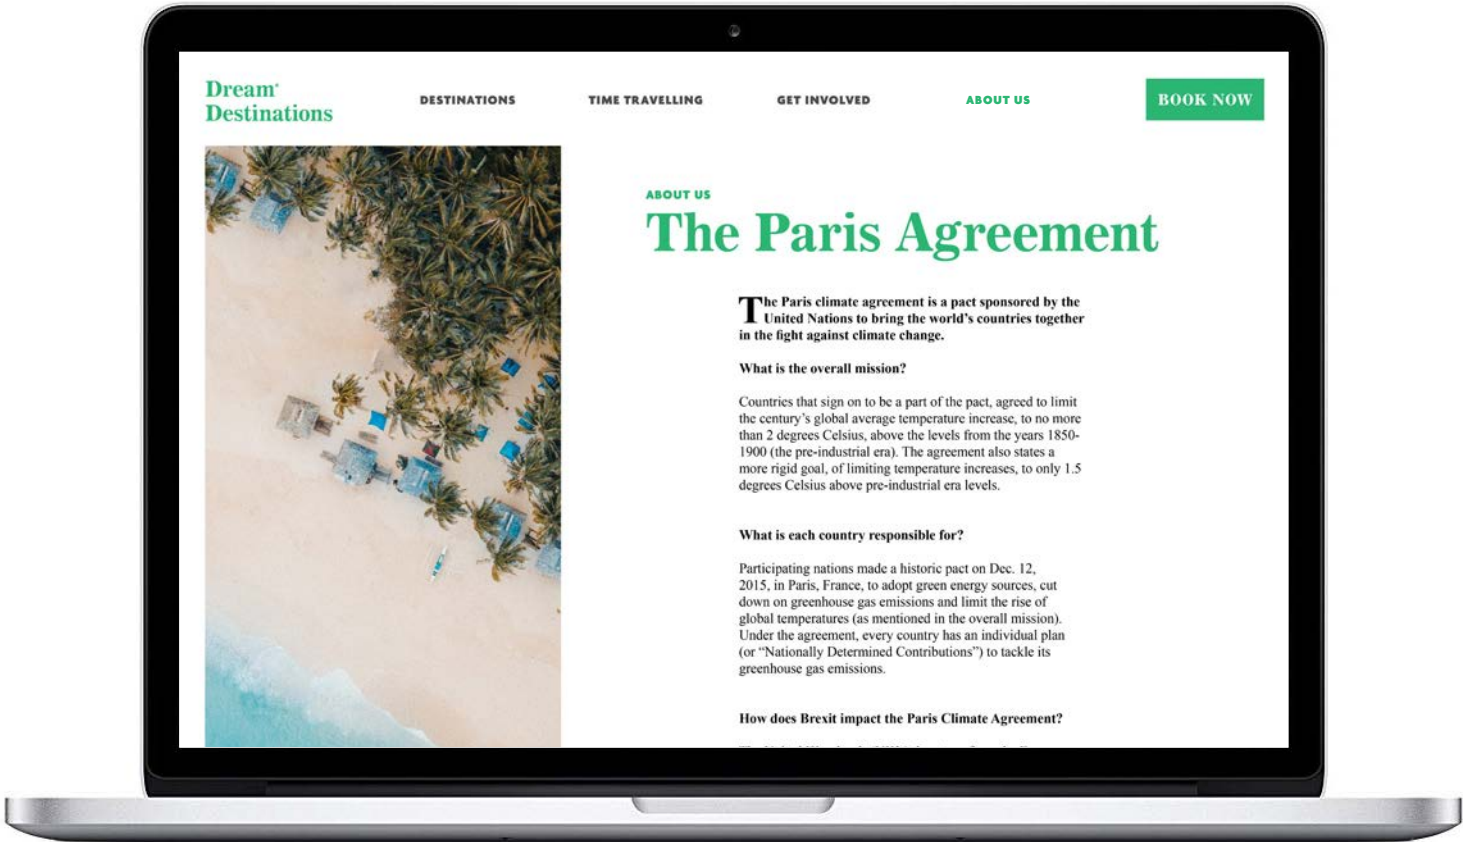 Dream
Destinations
DESTINATIONS
TIME TRAVELLING
GET INVOLVED
ABOUT US
BOOK NOW
ABOUT US
The Paris Agreement
The Paris climate agreement is a pact sponsored by the
United Nations to bring the world's countries together
in the fight against climate change.
What is the overall mission?
Countries that sign on to be a part of the pact, agreed to limit
the century's global average temperature increase, to no more
than 2 degrees Celsius, above the levels from the years 1850-
1900 (the pre-industrial era). The agreement also states a
more rigid goal, of limiting temperature increases, to only 1.5
degrees Celsius above pre-industrial era levels.
What is each country responsible for?
Participating nations made a historic pact on Dec. 12,
2015, in Paris, France, to adopt green energy sources, cut
down on greenhouse gas emissions and limit the rise of
global temperatures (as mentioned in the overall mission).
Under the agreement, every country has an individual plan
(or “Nationally Determined Contributions”) to tackle its
greenhouse gas emissions.
How does Brexit impact the Paris Climate Agreement?